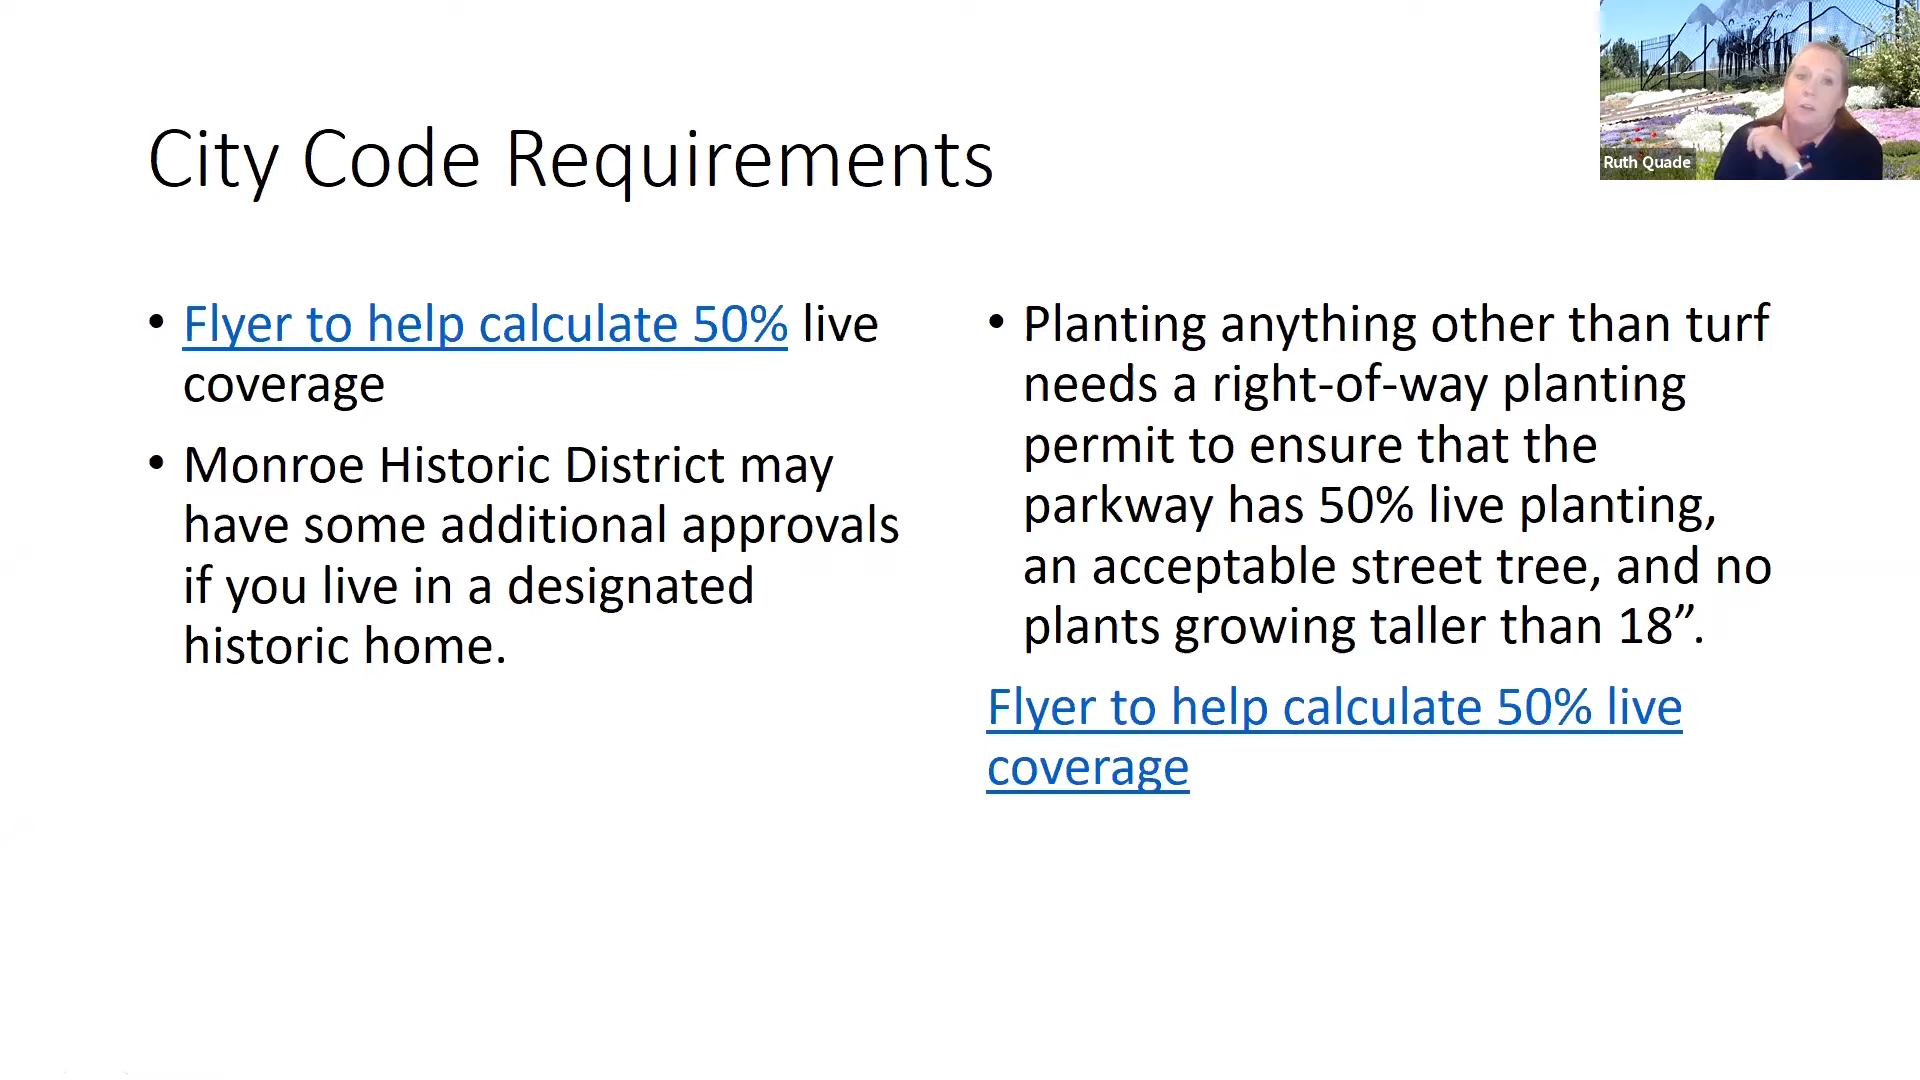 City Code Requirements
• Flyer to help calculate 50% live
coverage
• Monroe Historic District may
have some additional approvals
if you live in a designated
historic home.
• Planting anything other than turf
needs a right-of-way planting
permit to ensure that the
parkway has 50% live planting,
an acceptable street tree, and no
plants growing taller than 18”.
Flyer to help calculate 50% live
coverage
Ruth Quade